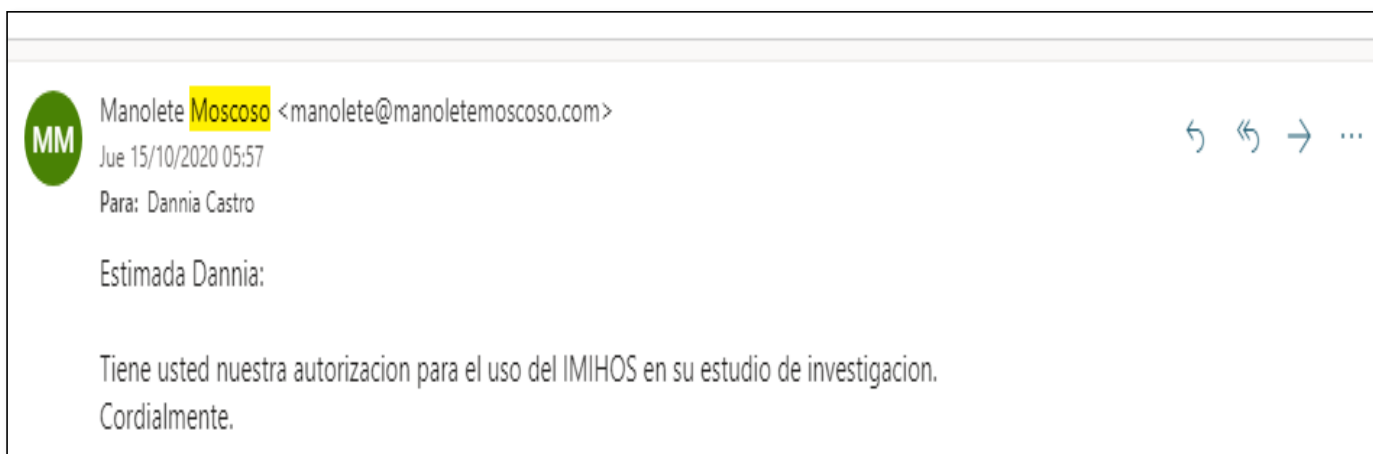 MM
Manolete Moscoso <manolete@manoletemoscoso.com>
Jue 15/10/2020 05:57
Para: Dannia Castro
Estimada Dannia:
Tiene usted nuestra autorizacion para el uso del IMIHOS en su estudio de investigacion.
Cordialmente.